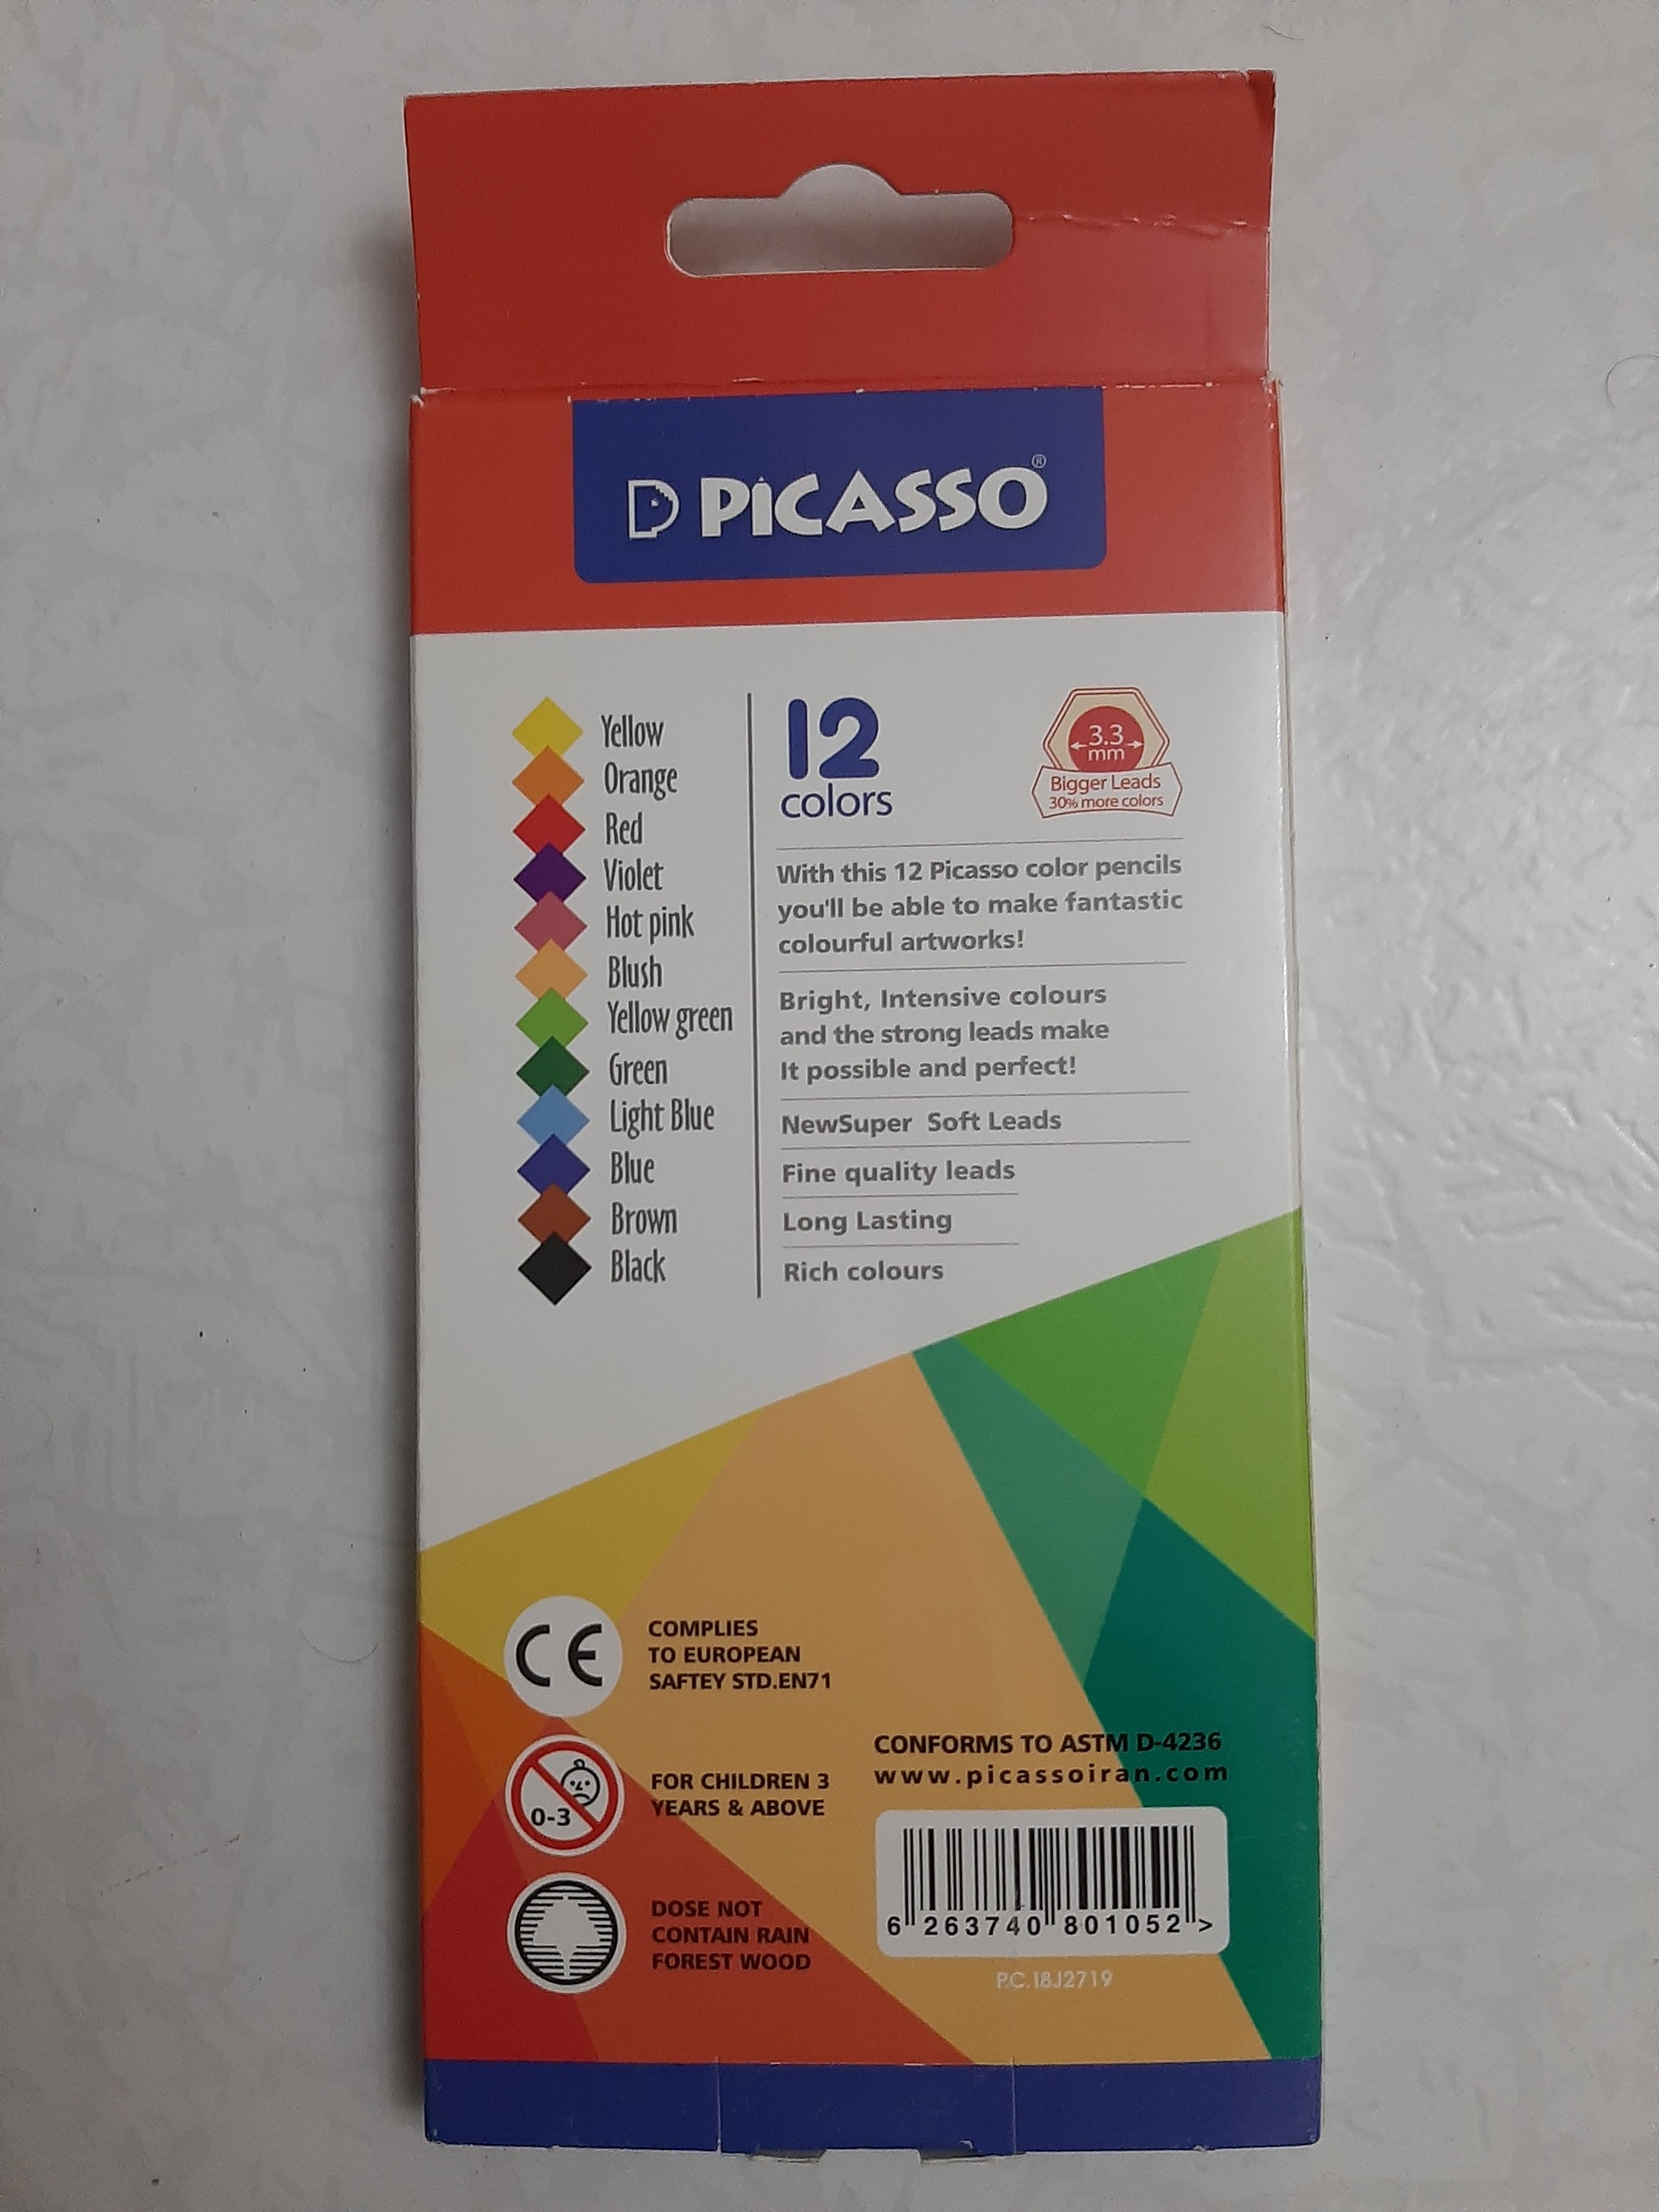 PiCASSO®
Yellow
Orange
Red
Violet
Hot pink
Blush
Yellow green
Green
Light Blue
Blue
Brown
Black
12
colors
3.3
mm
Bigger Leads
30% more colors
With this 12 Picasso color pencils
you'll be able to make fantastic
colourful artworks!
Bright, Intensive colours
and the strong leads make
It possible and perfect!
NewSuper Soft Leads
Fine quality leads
Long Lasting
Rich colours
CE
COMPLIES
TO EUROPEAN
SAFTEY STD.EN71
0-3
FOR CHILDREN 3
YEARS & ABOVE
DOSE NOT
CONTAIN RAIN
FOREST WOOD
CONFORMS TO ASTM D-4236
www.picassoiran.com
6 263740 801052 >
P.C.18J2719